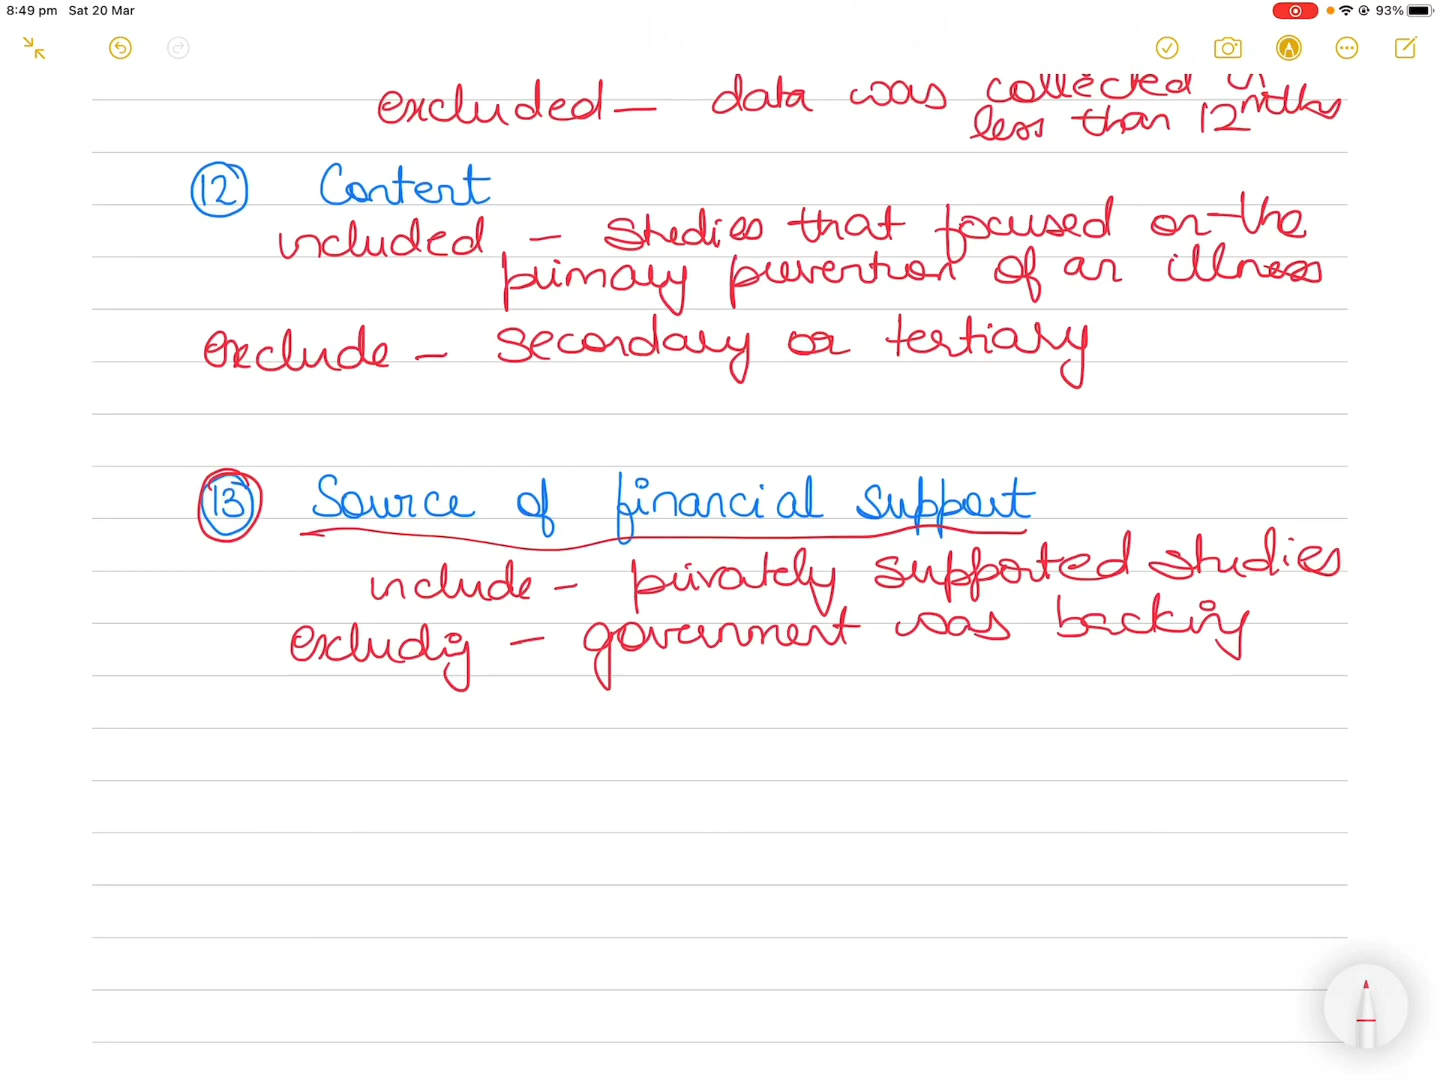 8:49 pm Sat 20 Mar 93%
excluded — data was collected in
less than 12 mths
12 Content
included – studies that focused on the
primary prevention of an illness
exclude – secondary or tertiary
13 Source of financial support
include – privately supported studies
excludig – government was backing